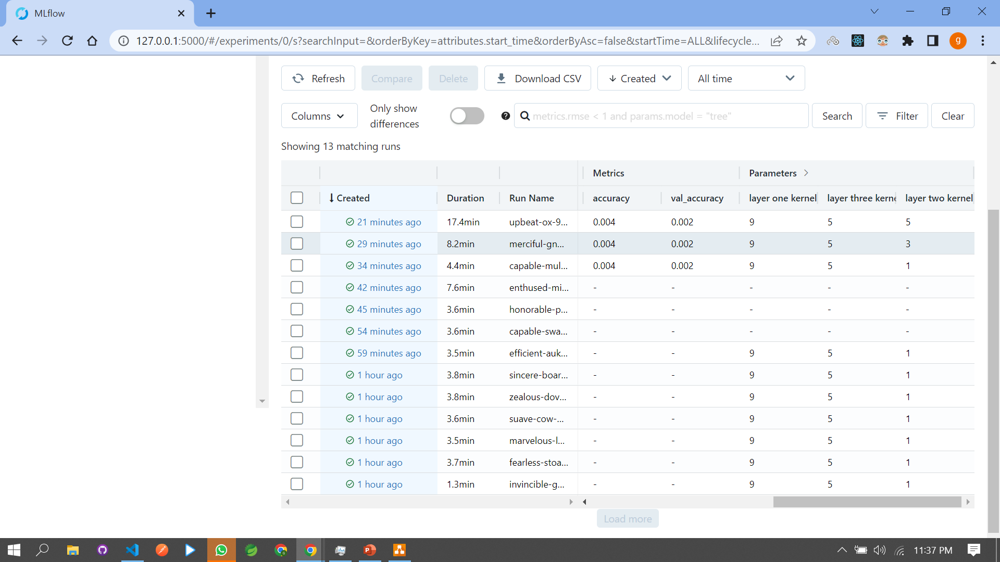 MLflow
127.0.0.1:5000/#/experiments/0/s?searchInput=&orderByKey=attributes.start_time&orderByAsc=false&startTime=ALL&lifecycle...
g
Refresh Compare Delete Download CSV Created All time
Columns Only show differences ? metrics.rmse < 1 and params.model = "tree" Search Filter Clear
Showing 13 matching runs
Metrics Parameters
Created Duration Run Name accuracy val_accuracy layer one kernel layer three kerne layer two kernel
21 minutes ago 17.4min upbeat-ox-9... 0.004 0.002 9 5 5
29 minutes ago 8.2min merciful-gn... 0.004 0.002 9 5 3
34 minutes ago 4.4min capable-mul... 0.004 0.002 9 5 1
42 minutes ago 7.6min enthused-mi... - - - - -
45 minutes ago 3.6min honorable-p... - - - - -
54 minutes ago 3.6min capable-swa... - - - - -
59 minutes ago 3.5min efficient-auk... - - 9 5 1
1 hour ago 3.8min sincere-boar... - - 9 5 1
1 hour ago 3.8min zealous-dov... - - 9 5 1
1 hour ago 3.6min suave-cow-... - - 9 5 1
1 hour ago 3.5min marvelous-l... - - 9 5 1
1 hour ago 3.7min fearless-stoa... - - 9 5 1
1 hour ago 1.3min invincible-g... - - 9 5 1
Load more
11:37 PM